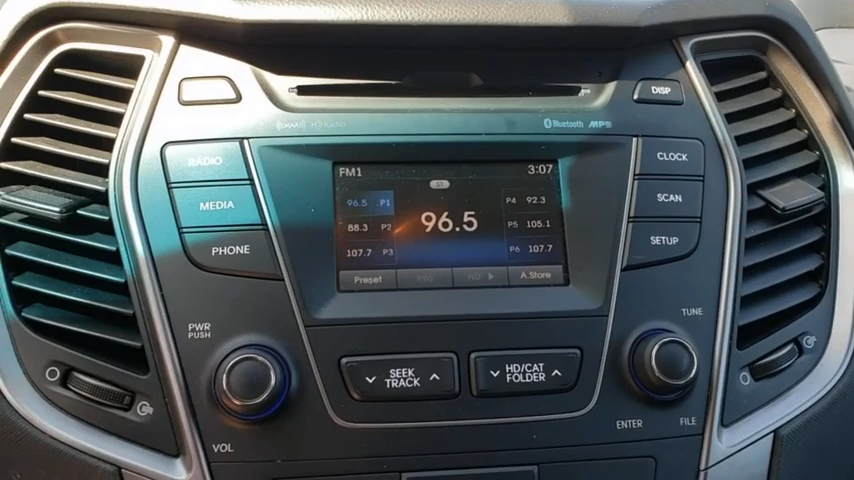 DISP
HD Radio
Bluetooth MP3
RADIO
MEDIA
PHONE
CLOCK
SCAN
SETUP
FM1 3:07
ST
96.5 P1
88.3 P2
107.7 P3
96.5
P4 92.3
P5 105.1
P6 107.7
Preset Info HD A.Store
PWR
PUSH
VOL
SEEK
TRACK
HD/CAT
FOLDER
TUNE
ENTER
FILE